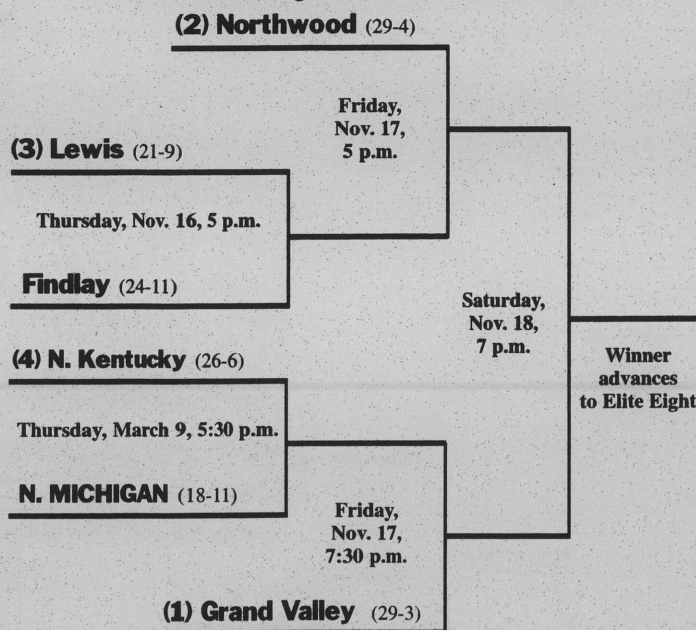 (2) Northwood (29-4)
Friday,
Nov. 17,
5 p.m.
(3) Lewis (21-9)
Thursday, Nov. 16, 5 p.m.
Findlay (24-11)
Saturday,
Nov. 18,
7 p.m.
Winner
advances
to Elite Eight
(4) N. Kentucky (26-6)
Thursday, March 9, 5:30 p.m.
N. MICHIGAN (18-11)
Friday,
Nov. 17,
7:30 p.m.
(1) Grand Valley (29-3)